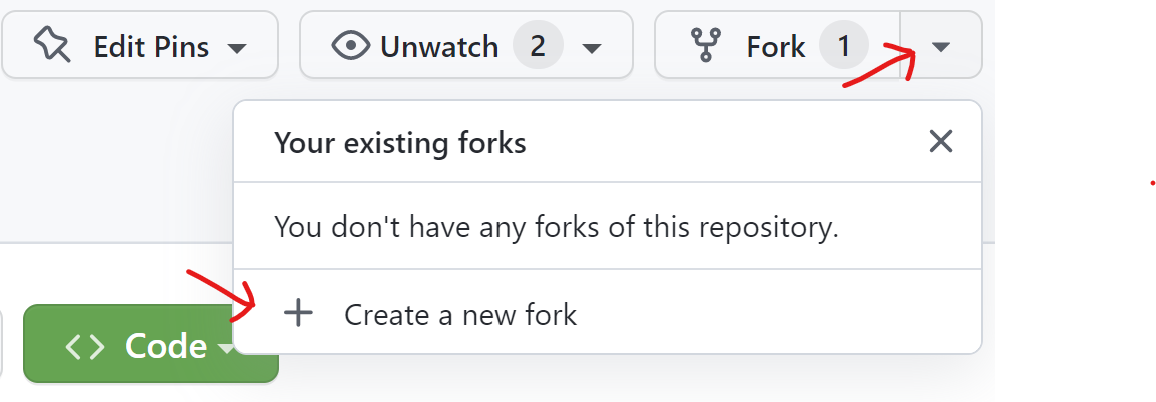 Edit Pins
Unwatch 2
Fork 1
Your existing forks
You don't have any forks of this repository.
Create a new fork
Code